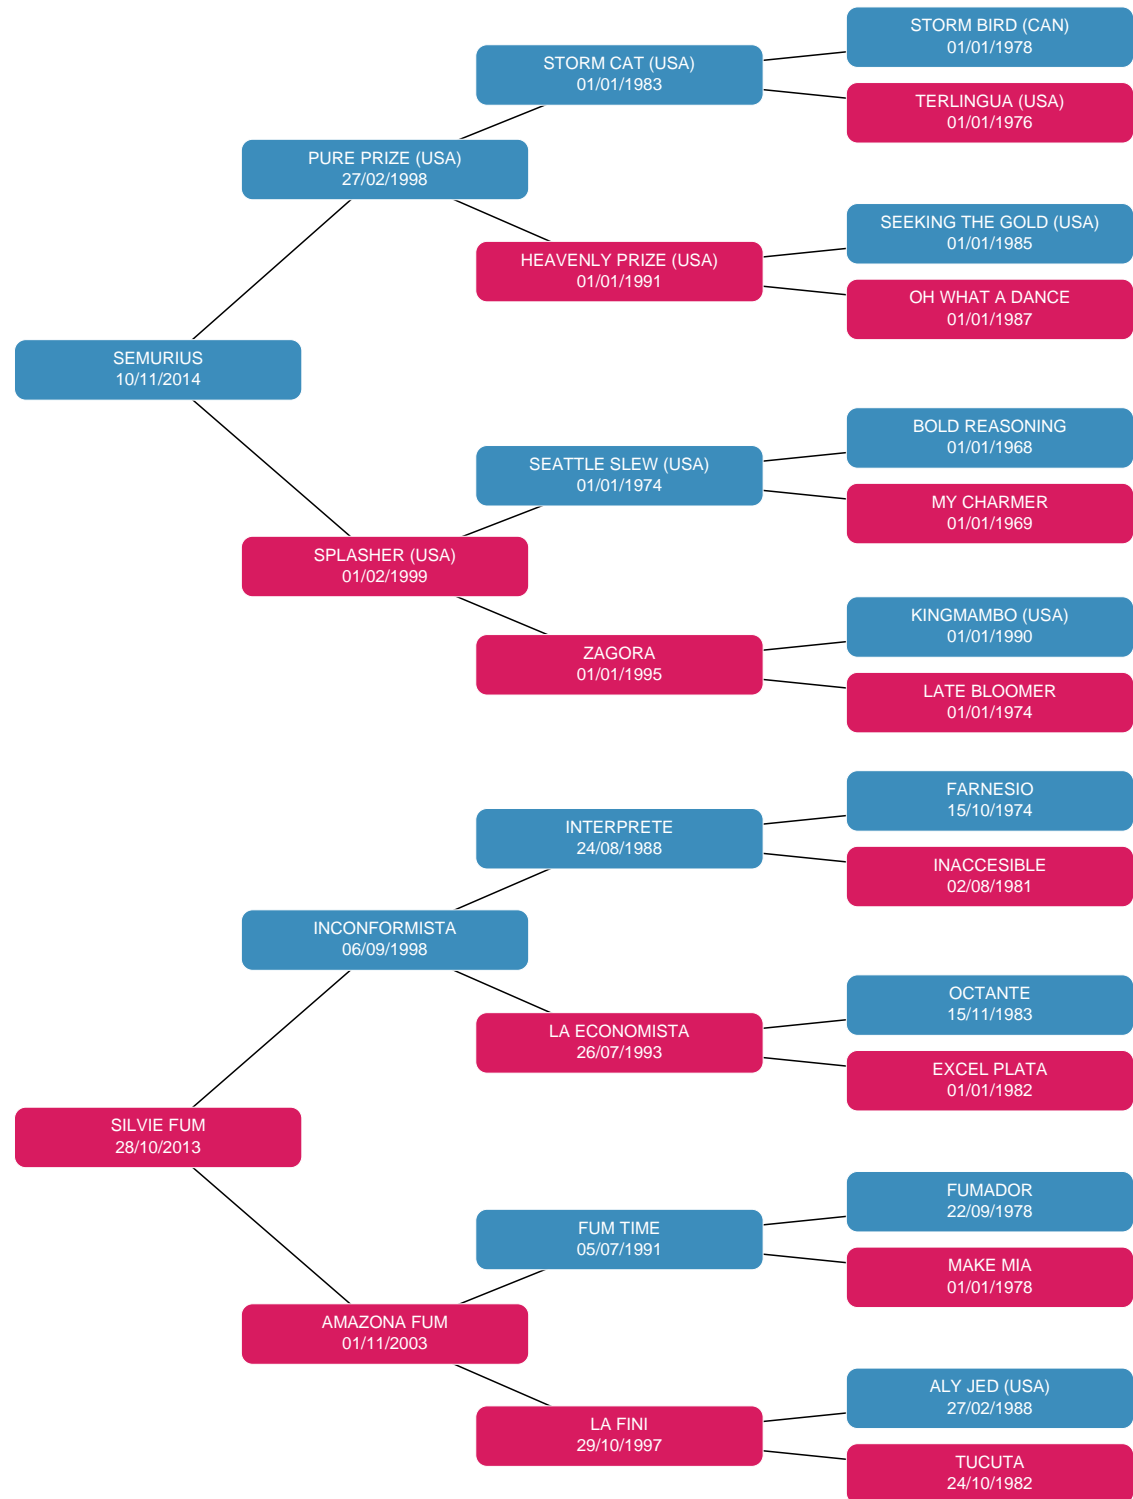 STORM BIRD (CAN)
01/01/1978
STORM CAT (USA)
01/01/1983
TERLINGUA (USA)
01/01/1976
PURE PRIZE (USA)
27/02/1998
SEEKING THE GOLD (USA)
01/01/1985
HEAVENLY PRIZE (USA)
01/01/1991
OH WHAT A DANCE
01/01/1987
SEMURIUS
10/11/2014
BOLD REASONING
01/01/1968
SEATTLE SLEW (USA)
01/01/1974
MY CHARMER
01/01/1969
SPLASHER (USA)
01/02/1999
KINGMAMBO (USA)
01/01/1990
ZAGORA
01/01/1995
LATE BLOOMER
01/01/1974
FARNESIO
15/10/1974
INTERPRETE
24/08/1988
INACCESIBLE
02/08/1981
INCONFORMISTA
06/09/1998
OCTANTE
15/11/1983
LA ECONOMISTA
26/07/1993
EXCEL PLATA
01/01/1982
SILVIE FUM
28/10/2013
FUMADOR
22/09/1978
FUM TIME
05/07/1991
MAKE MIA
01/01/1978
AMAZONA FUM
01/11/2003
ALY JED (USA)
27/02/1988
LA FINI
29/10/1997
TUCUTA
24/10/1982